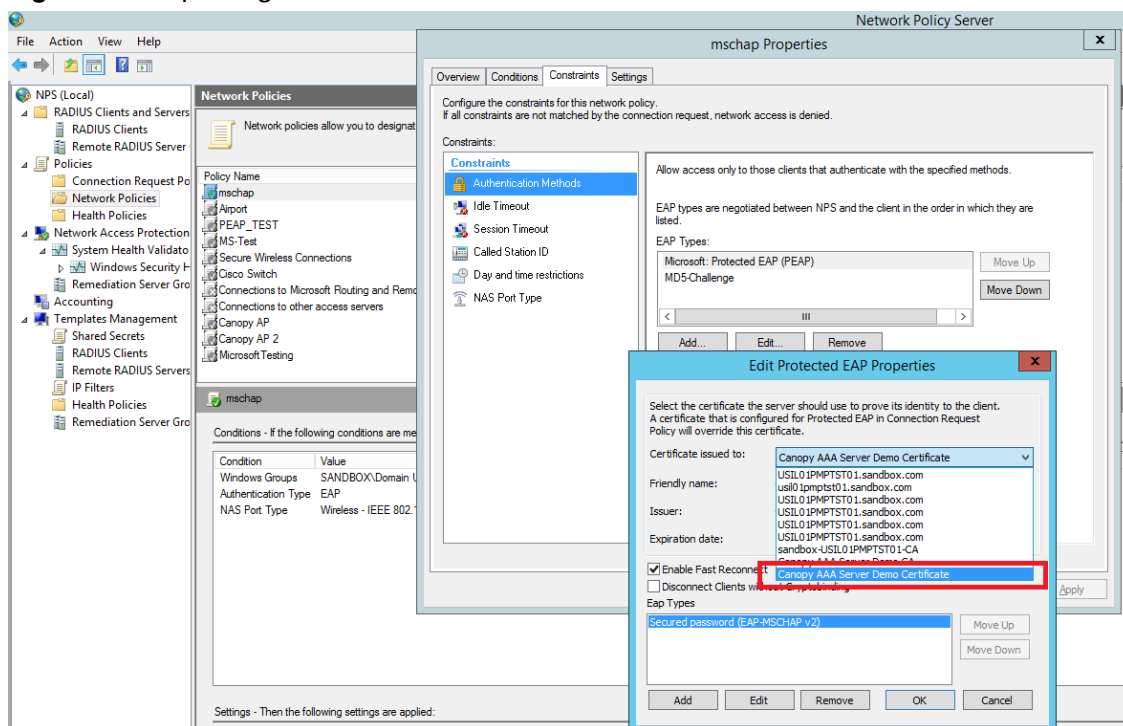 Network Policy Server
File Action View Help
NPS (Local)
RADIUS Clients and Servers
RADIUS Clients
Remote RADIUS Server
Policies
Connection Request Po
Network Policies
Health Policies
Network Access Protection
System Health Validato
Windows Security H
Remediation Server Gro
Accounting
Templates Management
Shared Secrets
RADIUS Clients
Remote RADIUS Servers
IP Filters
Health Policies
Remediation Server Gro
Network Policies
Network policies allow you to designat
Policy Name
mschap
Airport
PEAP_TEST
MS-Test
Secure Wireless Connections
Cisco Switch
Connections to Microsoft Routing and Remo
Connections to other access servers
Canopy AP
Canopy AP 2
MicrosoftTesting
mschap
Conditions - If the following conditions are me
Condition Value
Windows Groups SANDBOX\Domain U
Authentication Type EAP
NAS Port Type Wireless - IEEE 802.1
Settings - Then the following settings are applied:
mschap Properties
x
Overview Conditions Constraints Settings
Configure the constraints for this network policy.
If all constraints are not matched by the connection request, network access is denied.
Constraints:
Constraints
Authentication Methods
Idle Timeout
Session Timeout
Called Station ID
Day and time restrictions
NAS Port Type
Allow access only to those clients that authenticate with the specified methods.
EAP types are negotiated between NPS and the client in the order in which they are
listed.
EAP Types:
Microsoft: Protected EAP (PEAP)
MD5-Challenge
Move Up
Move Down
Add... Edit... Remove
Apply
Edit Protected EAP Properties
x
Select the certificate the server should use to prove its identity to the client.
A certificate that is configured for Protected EAP in Connection Request
Policy will override this certificate.
Certificate issued to: Canopy AAA Server Demo Certificate
Friendly name:
Issuer:
Expiration date:
USIL01PMPTST01.sandbox.com
usil01pmptst01.sandbox.com
USIL01PMPTST01.sandbox.com
USIL01PMPTST01.sandbox.com
USIL01PMPTST01.sandbox.com
sandbox-USIL01PMPTST01-CA
Canopy AAA Server Demo CA
Canopy AAA Server Demo Certificate
Enable Fast Reconnect
Disconnect Clients without Cryptobinding
Eap Types
Secured password (EAP-MSCHAP v2)
Move Up
Move Down
Add Edit Remove OK Cancel